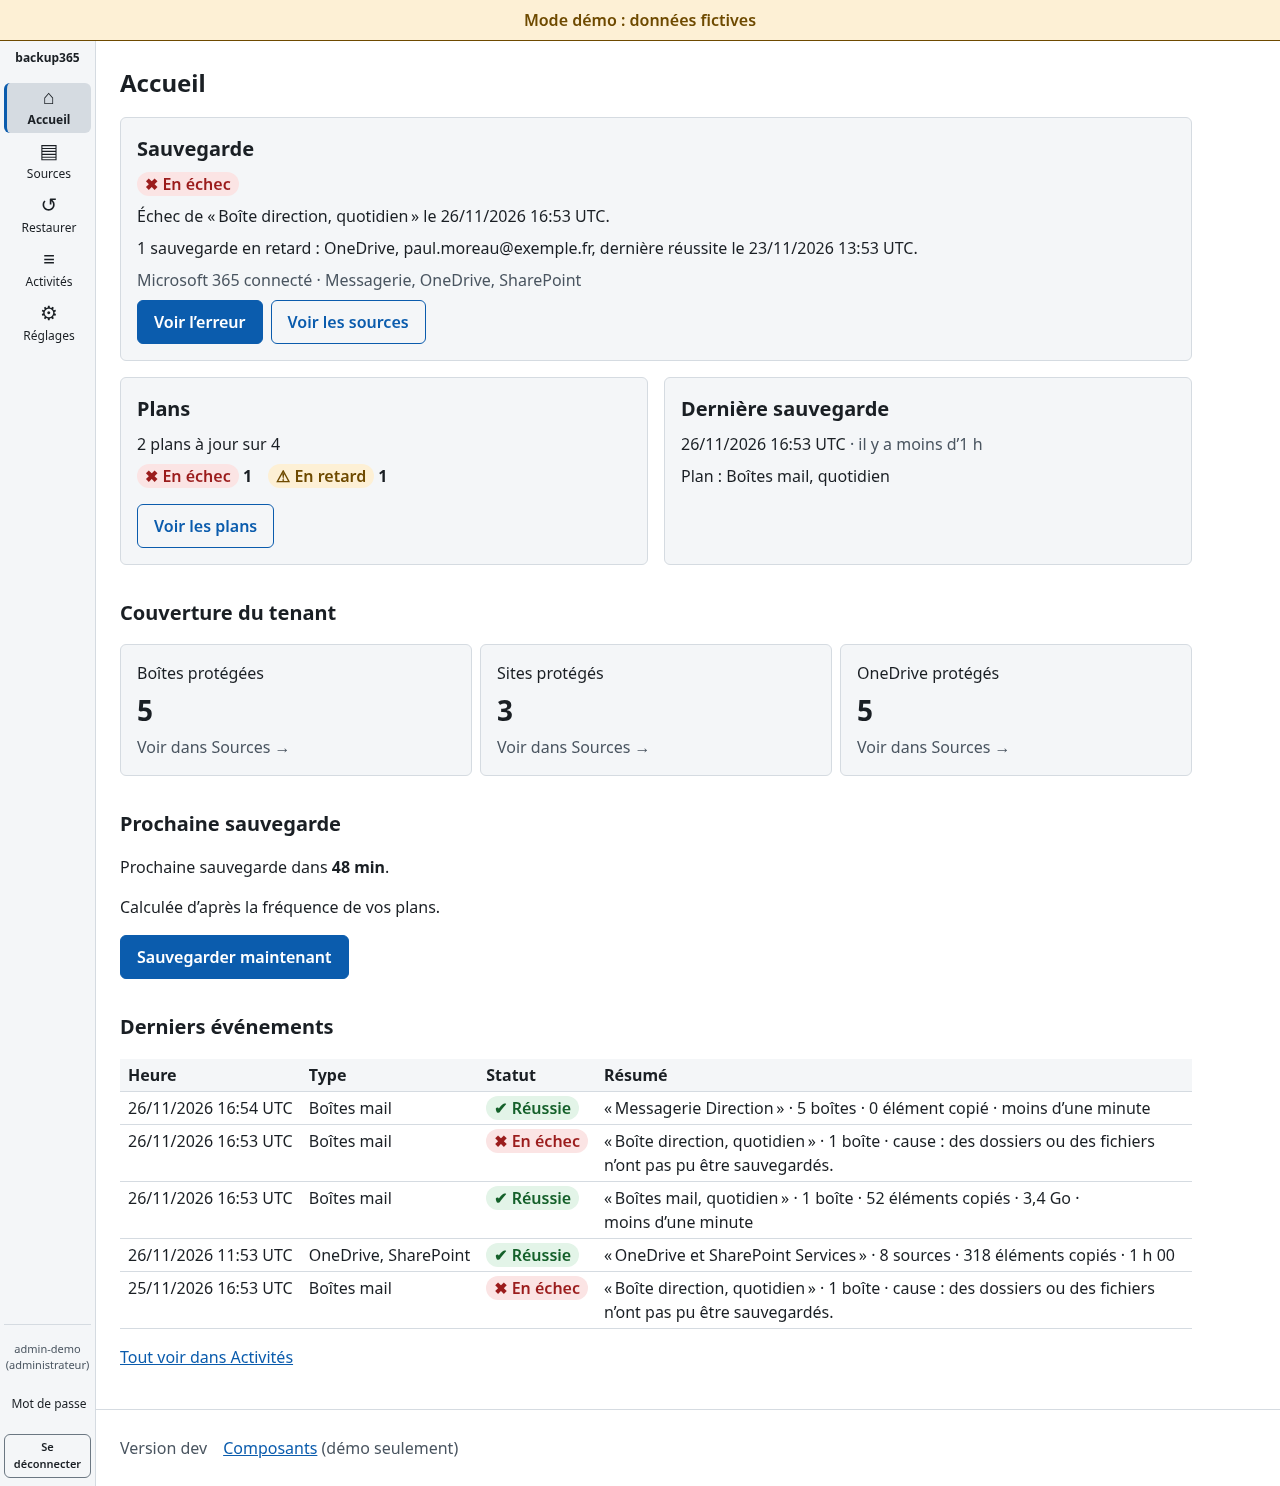 Mode démo : données fictives
backup365
Accueil
Sources
Restaurer
Activités
Réglages
admin-demo
(administrateur)
Mot de passe
Se
déconnecter
Accueil
Sauvegarde
✖ En échec
Échec de « Boîte direction, quotidien » le 26/11/2026 16:53 UTC.
1 sauvegarde en retard : OneDrive, paul.moreau@exemple.fr, dernière réussite le 23/11/2026 13:53 UTC.
Microsoft 365 connecté · Messagerie, OneDrive, SharePoint
Voir l’erreur
Voir les sources
Plans
2 plans à jour sur 4
✖ En échec 1 ⚠ En retard 1
Voir les plans
Dernière sauvegarde
26/11/2026 16:53 UTC · il y a moins d’1 h
Plan : Boîtes mail, quotidien
Couverture du tenant
Boîtes protégées
5
Voir dans Sources →
Sites protégés
3
Voir dans Sources →
OneDrive protégés
5
Voir dans Sources →
Prochaine sauvegarde
Prochaine sauvegarde dans 48 min.
Calculée d’après la fréquence de vos plans.
Sauvegarder maintenant
Derniers événements
Heure Type Statut Résumé
26/11/2026 16:54 UTC Boîtes mail ✔ Réussie « Messagerie Direction » · 5 boîtes · 0 élément copié · moins d’une minute
26/11/2026 16:53 UTC Boîtes mail ✖ En échec « Boîte direction, quotidien » · 1 boîte · cause : des dossiers ou des fichiers
n’ont pas pu être sauvegardés.
26/11/2026 16:53 UTC Boîtes mail ✔ Réussie « Boîtes mail, quotidien » · 1 boîte · 52 éléments copiés · 3,4 Go ·
moins d’une minute
26/11/2026 11:53 UTC OneDrive, SharePoint ✔ Réussie « OneDrive et SharePoint Services » · 8 sources · 318 éléments copiés · 1 h 00
25/11/2026 16:53 UTC Boîtes mail ✖ En échec « Boîte direction, quotidien » · 1 boîte · cause : des dossiers ou des fichiers
n’ont pas pu être sauvegardés.
Tout voir dans Activités
Version dev Composants (démo seulement)